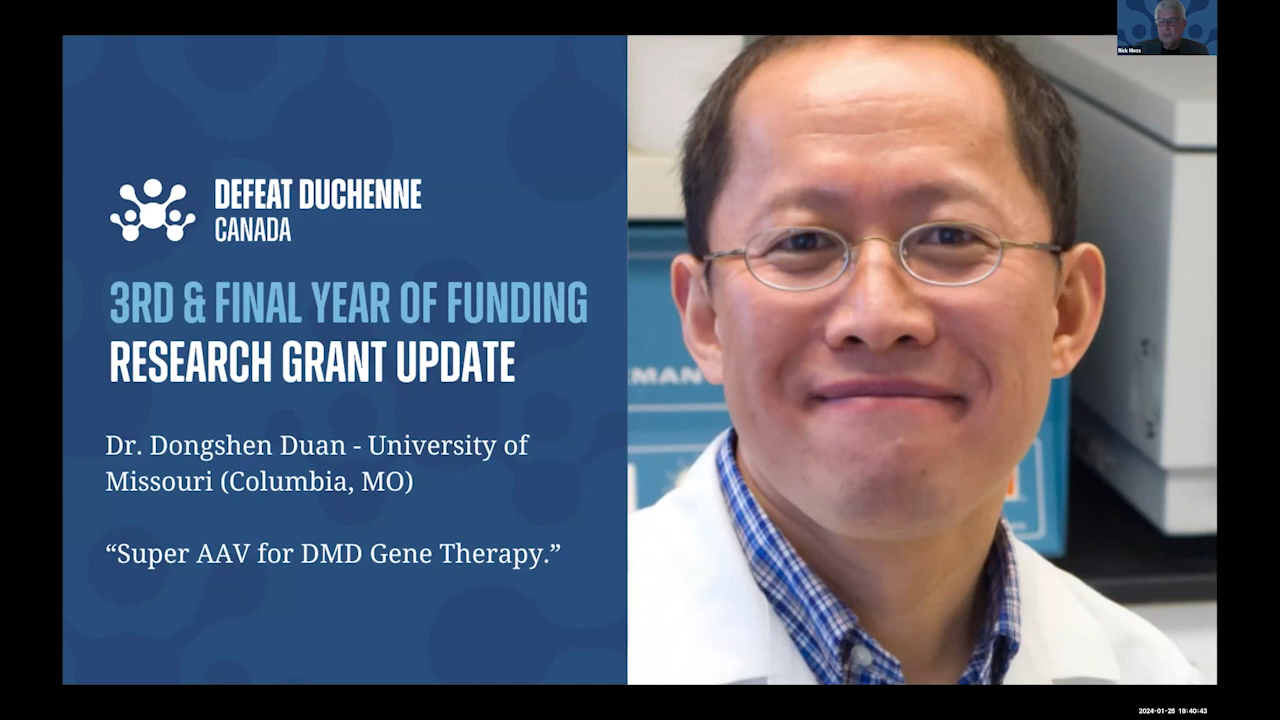 Rick Moss
DEFEAT DUCHENNE
CANADA
3RD & FINAL YEAR OF FUNDING
RESEARCH GRANT UPDATE
Dr. Dongshen Duan - University of
Missouri (Columbia, MO)
“Super AAV for DMD Gene Therapy.”
MAN
2024-01-25 19:40:43